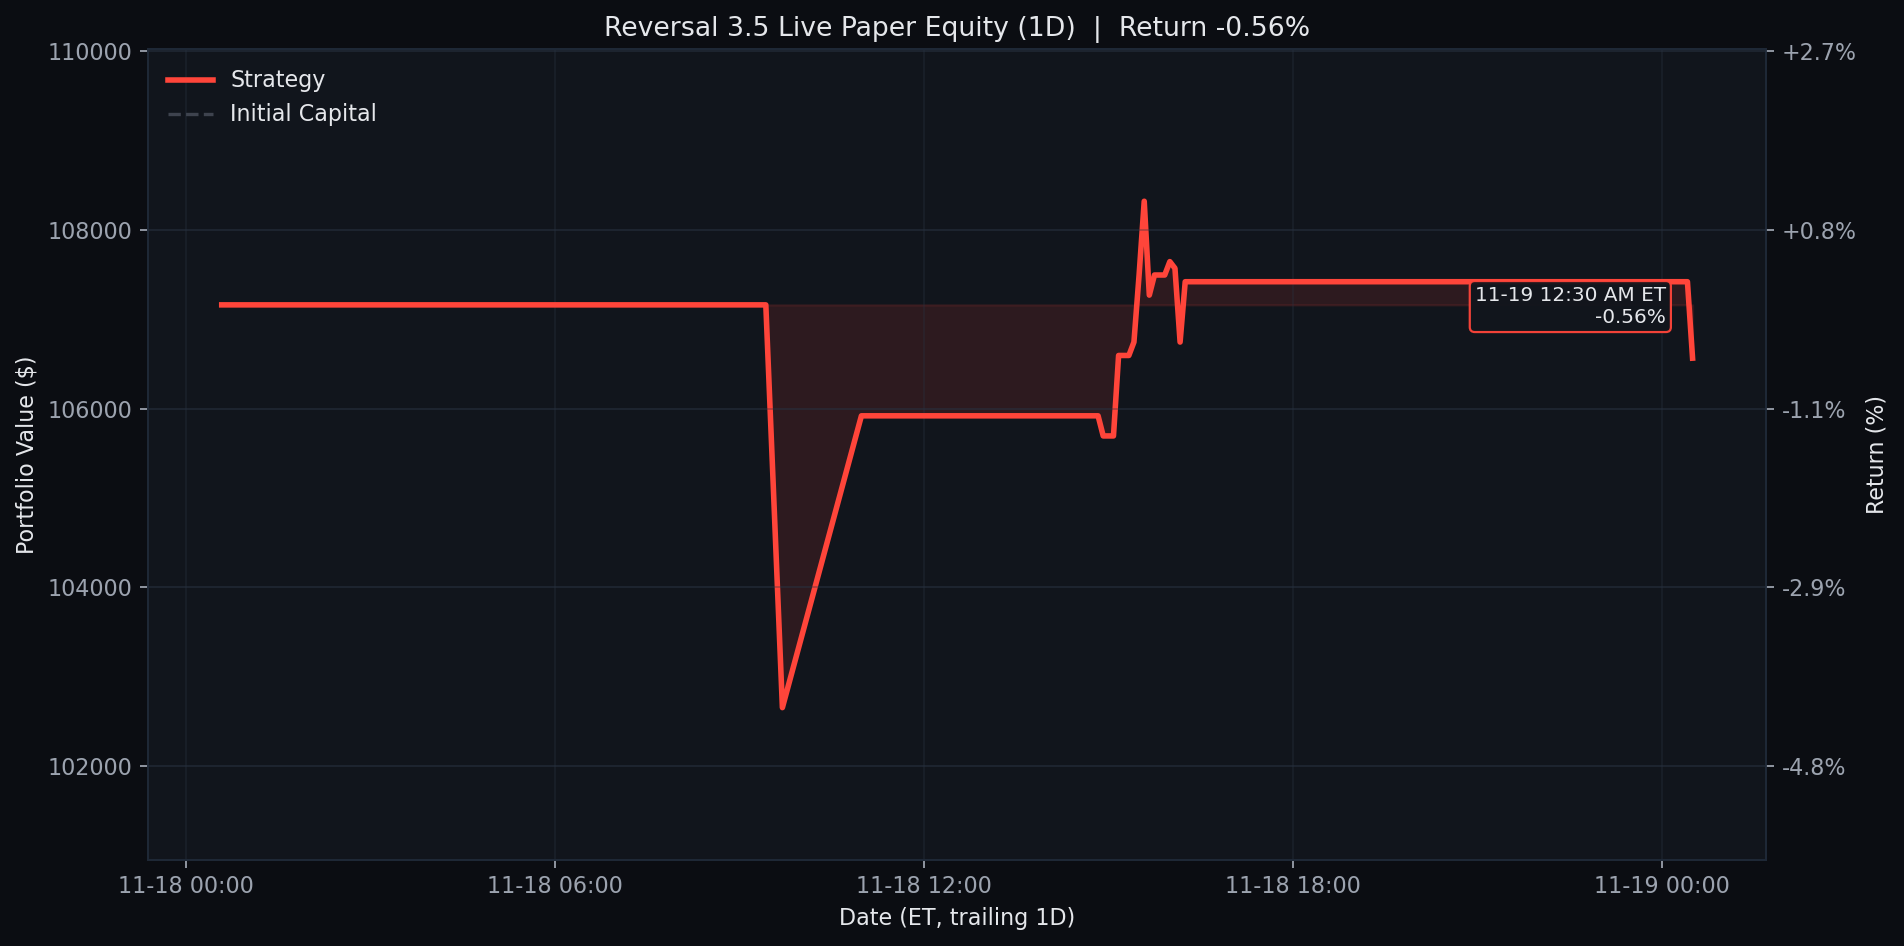 Reversal 3.5 Live Paper Equity (1D) | Return -0.56%
Strategy
Initial Capital
110000
108000
106000
104000
102000
Portfolio Value ($)
+2.7%
+0.8%
-1.1%
-2.9%
-4.8%
Return (%)
11-19 12:30 AM ET
-0.56%
11-18 00:00
11-18 06:00
11-18 12:00
11-18 18:00
11-19 00:00
Date (ET, trailing 1D)